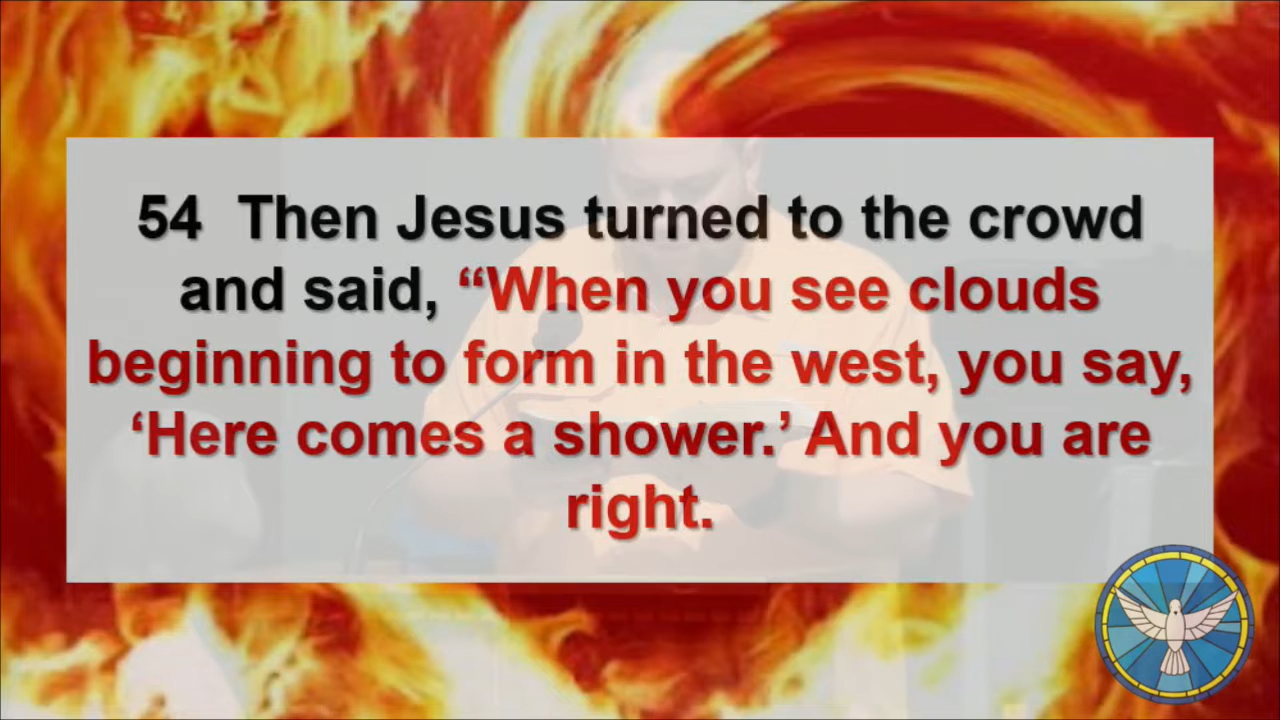 54  Then Jesus turned to the crowd
and said, “When you see clouds
beginning to form in the west, you say,
‘Here comes a shower.’ And you are
right.